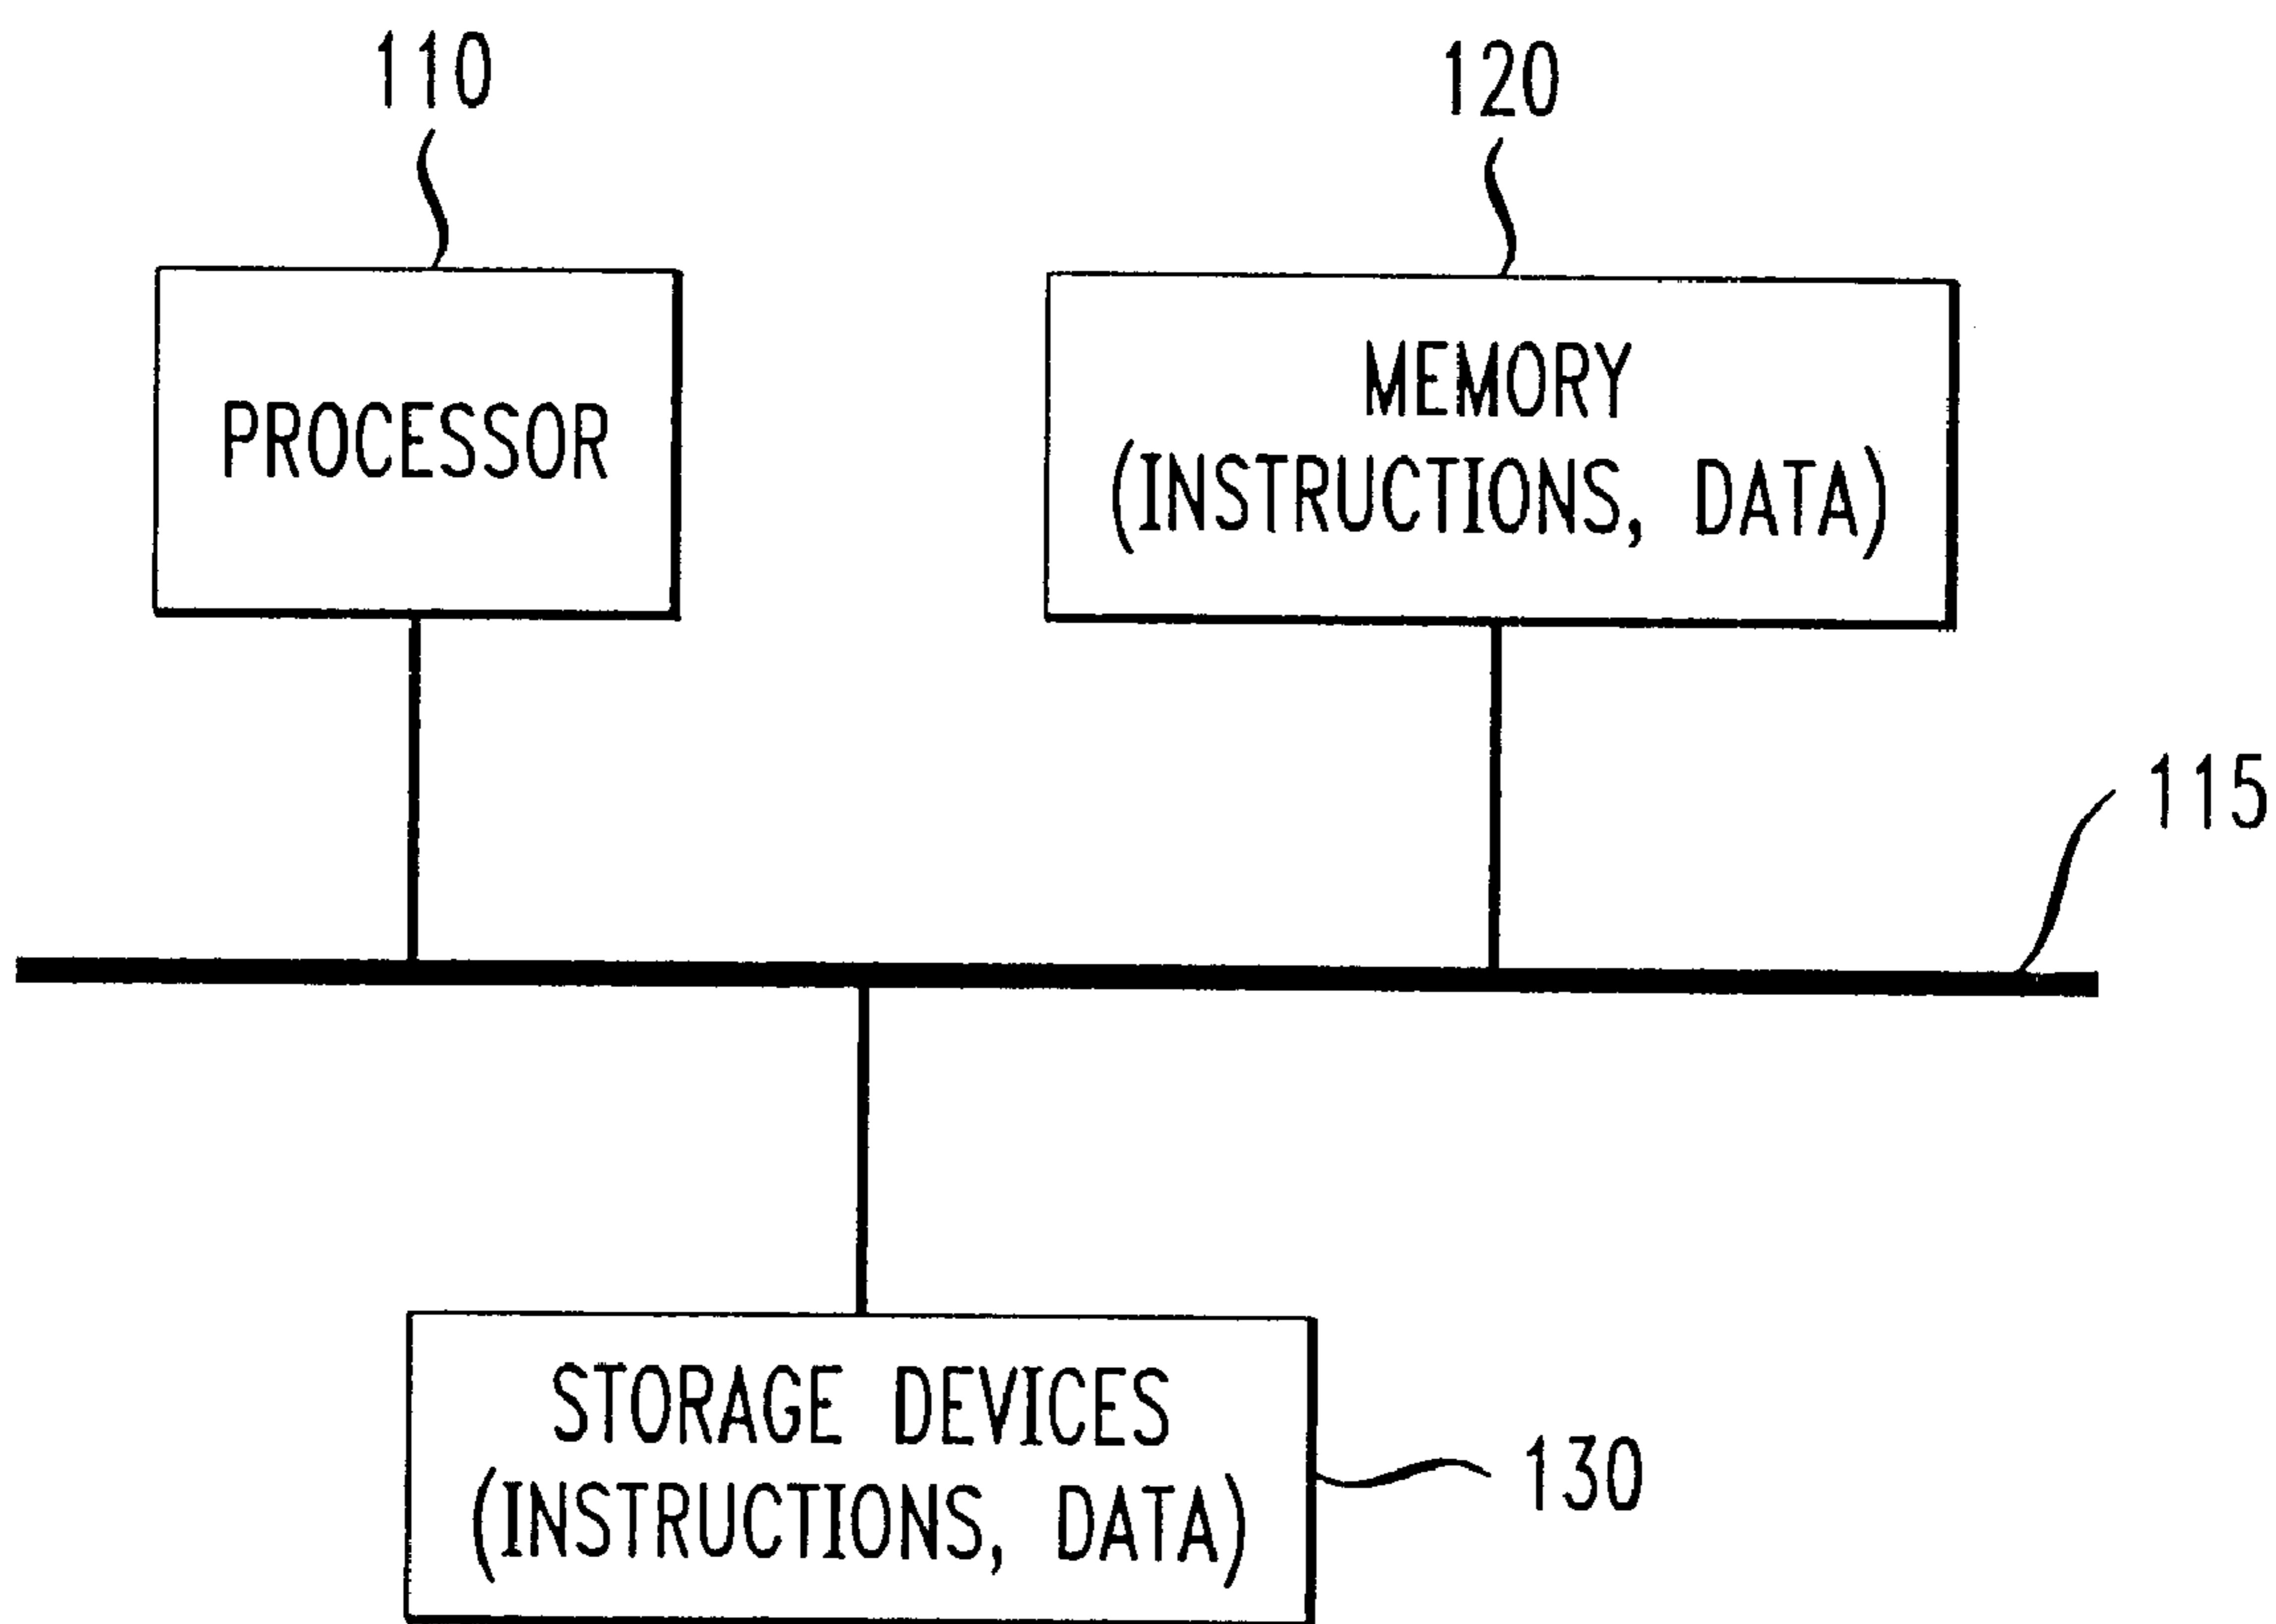 110
120
PROCESSOR
MEMORY
(INSTRUCTIONS, DATA)
115
STORAGE DEVICES
(INSTRUCTIONS, DATA)
130